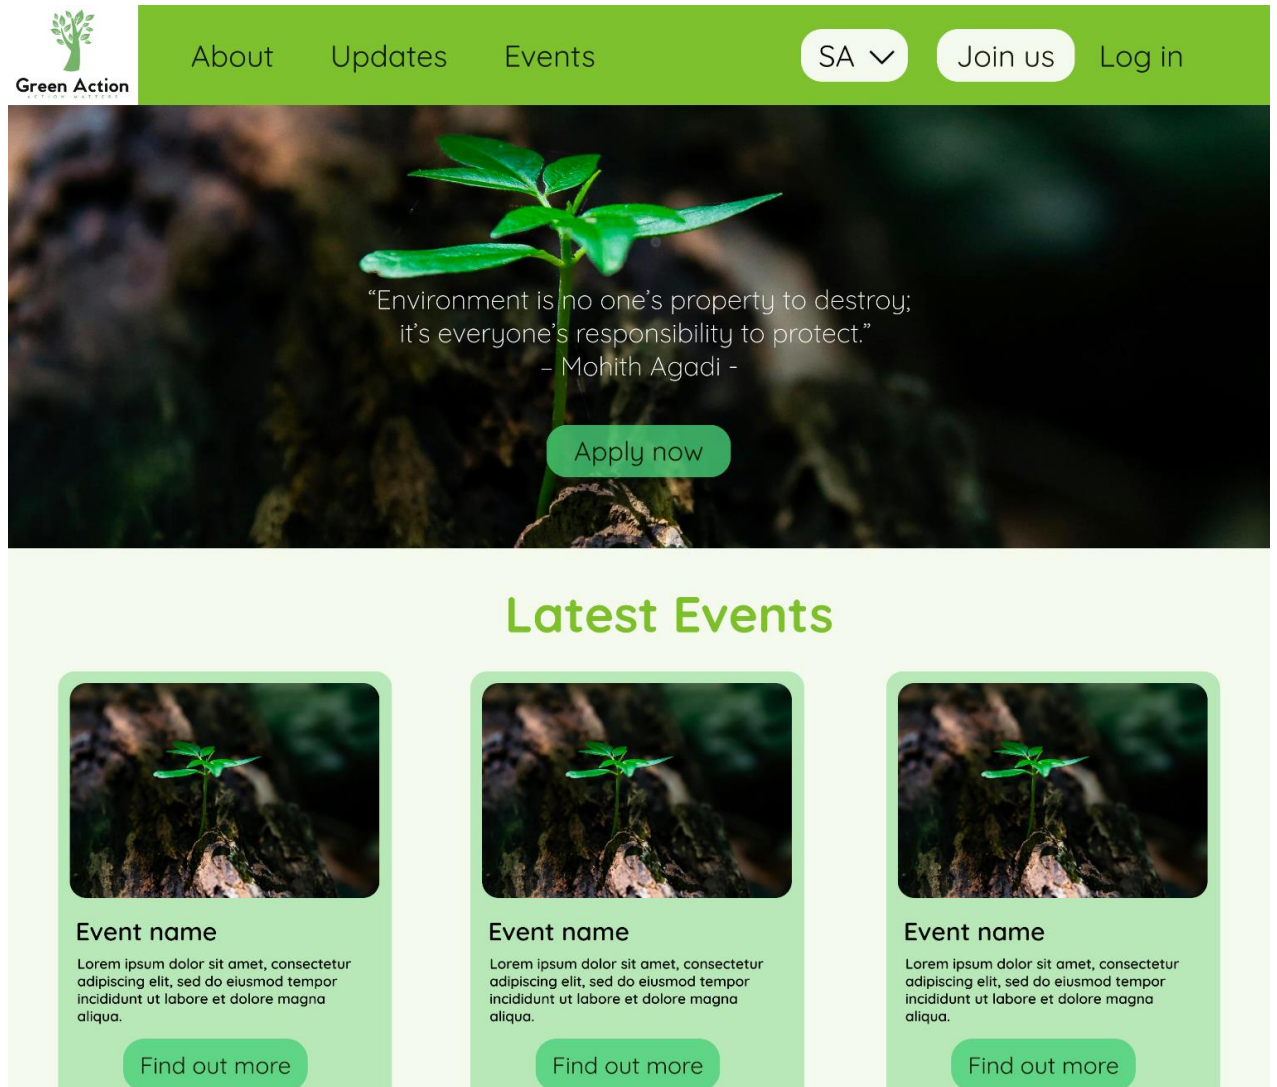 Green Action
ACTION MATTERS
About
Updates
Events
SA
Join us
Log in
“Environment is no one’s property to destroy;
it’s everyone’s responsibility to protect.”
– Mohith Agadi -
Apply now
Latest Events
Event name
Lorem ipsum dolor sit amet, consectetur
adipiscing elit, sed do eiusmod tempor
incididunt ut labore et dolore magna
aliqua.
Find out more
Event name
Lorem ipsum dolor sit amet, consectetur
adipiscing elit, sed do eiusmod tempor
incididunt ut labore et dolore magna
aliqua.
Find out more
Event name
Lorem ipsum dolor sit amet, consectetur
adipiscing elit, sed do eiusmod tempor
incididunt ut labore et dolore magna
aliqua.
Find out more